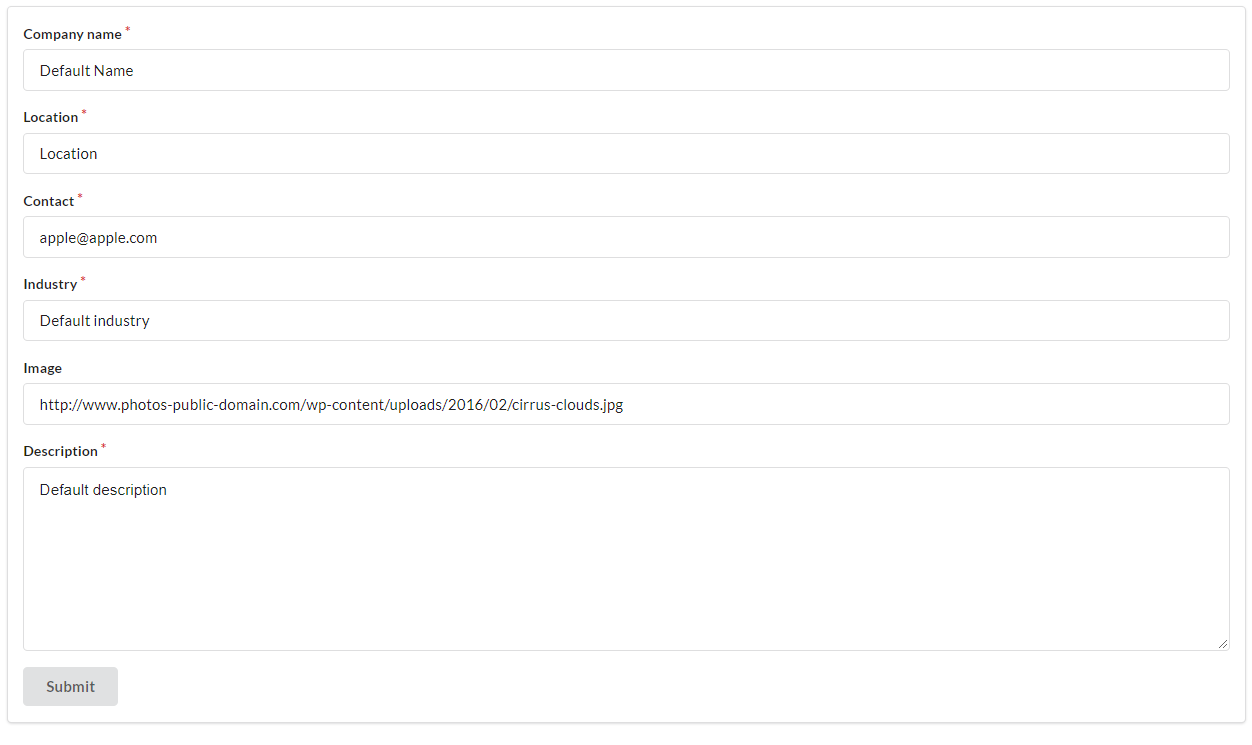 Company name *
Default Name
Location *
Location
Contact *
apple@apple.com
Industry *
Default industry
Image
http://www.photos-public-domain.com/wp-content/uploads/2016/02/cirrus-clouds.jpg
Description *
Default description
Submit